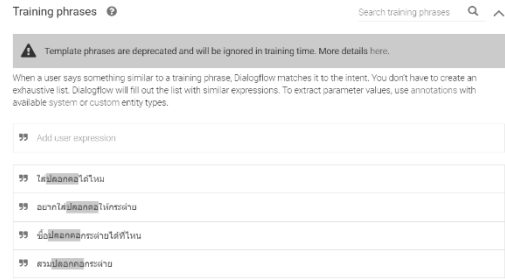 Training phrases
Search training phrases
Template phrases are deprecated and will be ignored in training time. More details here.
When a user says something similar to a training phrase, Dialogflow matches it to the intent. You don't have to create an
exhaustive list. Dialogflow will fill out the list with similar expressions. To extract parameter values, use annotations with
available system or custom entity types.
Add user expression
ใส่ปลอกคอได้ไหม
อยากใส่ปลอกคอให้กระต่าย
ซื้อปลอกคอกระต่ายได้ที่ไหน
สวมปลอกคอกระต่าย